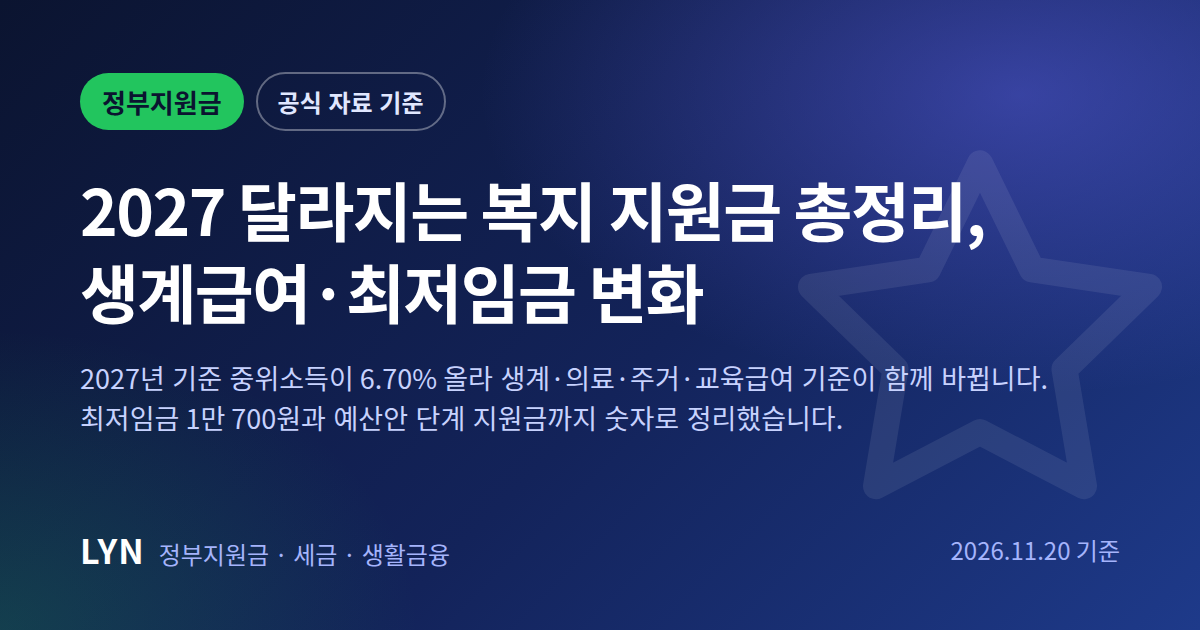 정부지원금
공식 자료 기준
2027 달라지는 복지 지원금 총정리,
생계급여·최저임금 변화
2027년 기준 중위소득이 6.70% 올라 생계·의료·주거·교육급여 기준이 함께 바뀝니다.
최저임금 1만 700원과 예산안 단계 지원금까지 숫자로 정리했습니다.
LYN 정부지원금 · 세금 · 생활금융
2026.11.20 기준